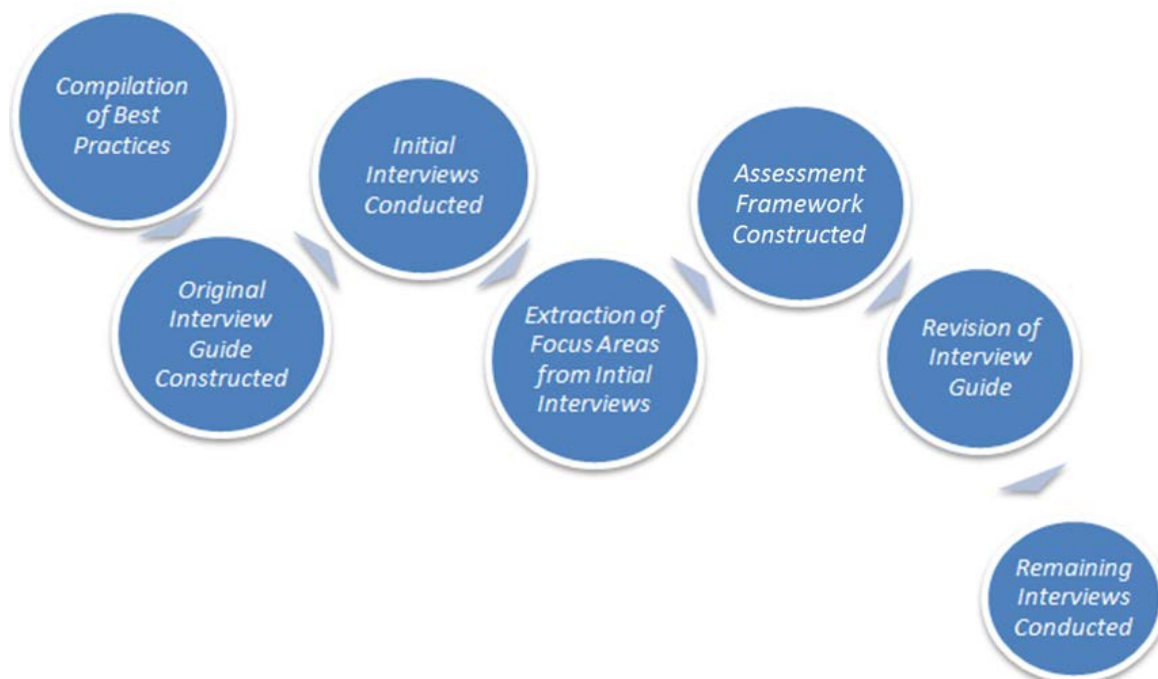 Compilation
of Best
Practices
Original
Interview
Guide
Constructed
Initial
Interviews
Conducted
Extraction of
Focus Areas
from Intial
Interviews
Assessment
Framework
Constructed
Revision of
Interview
Guide
Remaining
Interviews
Conducted